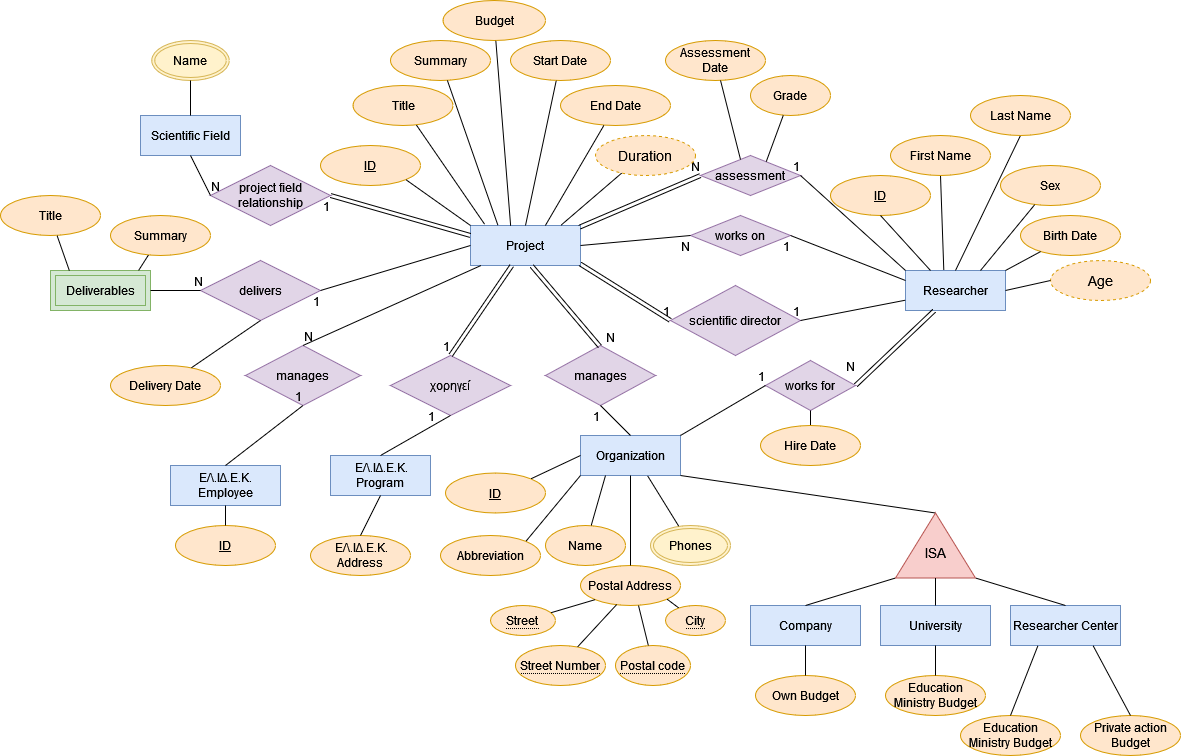 Budget
Name
Summary
Start Date
Assessment
Date
Title
End Date
Grade
Last Name
Scientific Field
Duration
First Name
ID
N
assessment
1
Sex
ID
N
project field
relationship
1
Title
Summary
Project
N
works on
1
Birth Date
Age
Deliverables
N
delivers
1
Researcher
1
scientific director
1
Delivery Date
N
manages
1
1
χορηγεί
1
N
manages
1
1
works for
N
Hire Date
ΕΛ.ΙΔ.Ε.Κ.
Employee
ΕΛ.ΙΔ.Ε.Κ.
Program
Organization
ID
ID
ΕΛ.ΙΔ.Ε.Κ.
Address
Abbreviation
Name
Phones
ISA
Postal Address
Street
City
Street Number
Postal code
Company
University
Researcher Center
Own Budget
Education
Ministry Budget
Education
Ministry Budget
Private action
Budget